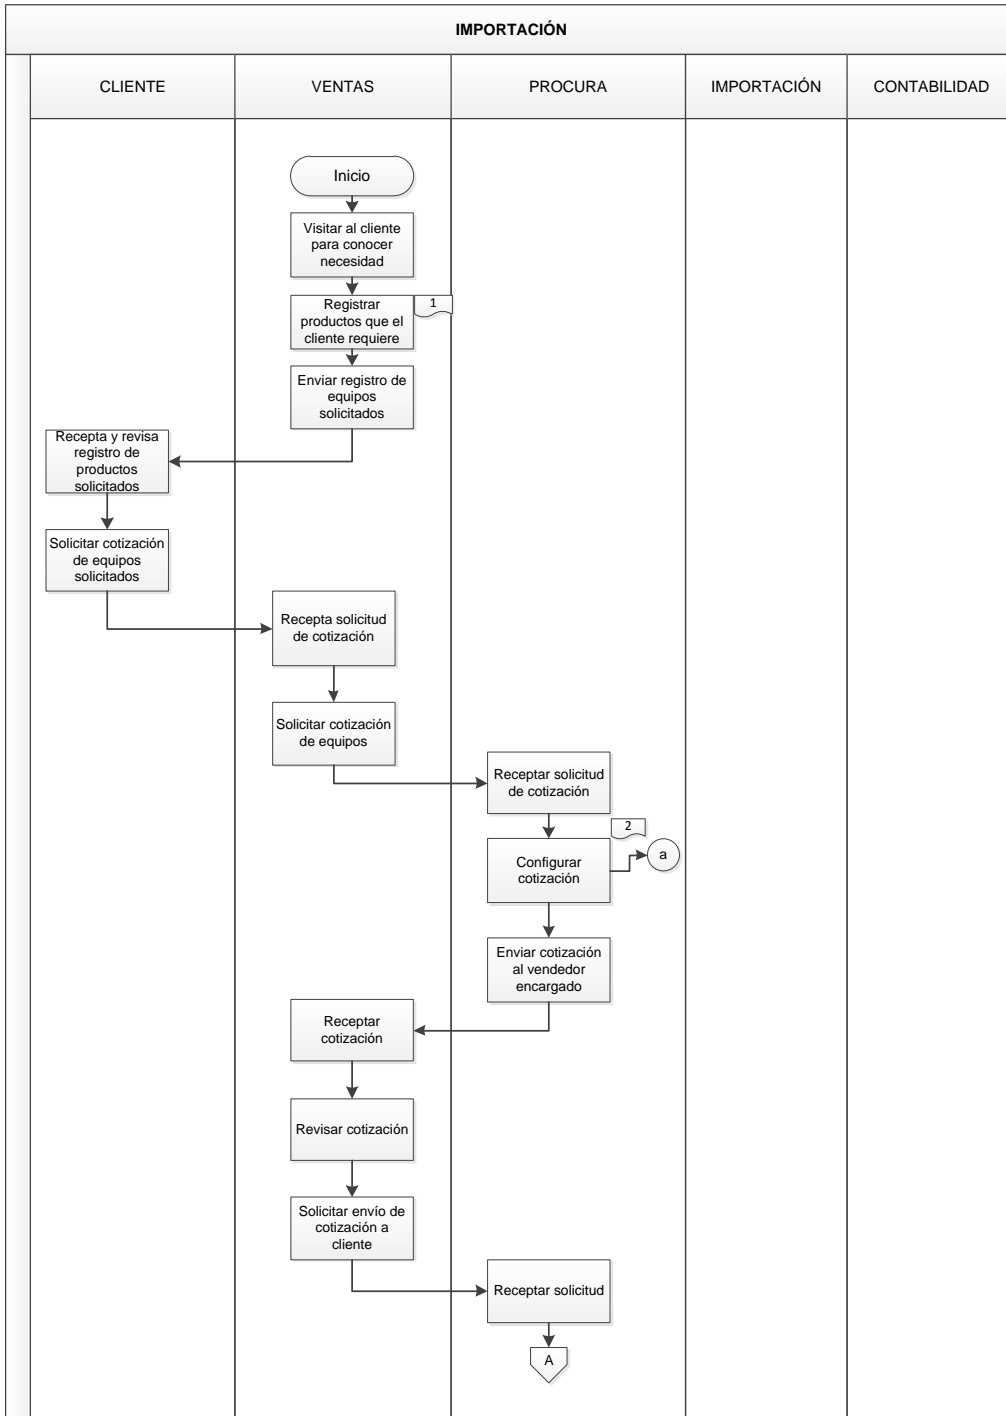 IMPORTACIÓN
CLIENTE
VENTAS
PROCURA
IMPORTACIÓN
CONTABILIDAD
Inicio
Visitar al cliente
para conocer
necesidad
Registrar
productos que el
cliente requiere
1
Enviar registro de
equipos
solicitados
Recepta y revisa
registro de
productos
solicitados
Solicitar cotización
de equipos
solicitados
Recepta solicitud
de cotización
Solicitar cotización
de equipos
Receptar solicitud
de cotización
2
Configurar
cotización
a
Enviar cotización
al vendedor
encargado
Receptar
cotización
Revisar cotización
Solicitar envío de
cotización a
cliente
Receptar solicitud
A